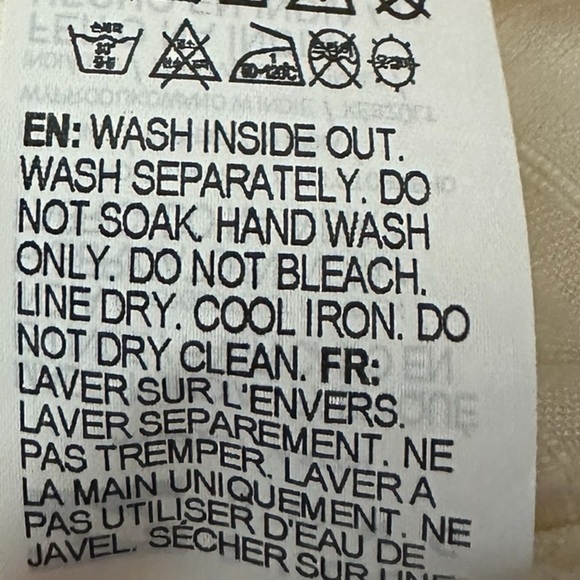 EN: WASH INSIDE OUT.
WASH SEPARATELY. DO
NOT SOAK. HAND WASH
ONLY. DO NOT BLEACH.
LINE DRY. COOL IRON. DO
NOT DRY CLEAN. FR:
LAVER SUR L'ENVERS.
LAVER SEPAREMENT. NE
PAS TREMPER. LAVER A
LA MAIN UNIQUEMENT. NE
PAS UTILISER D'EAU DE
JAVEL. SÉCHER SUR UNE